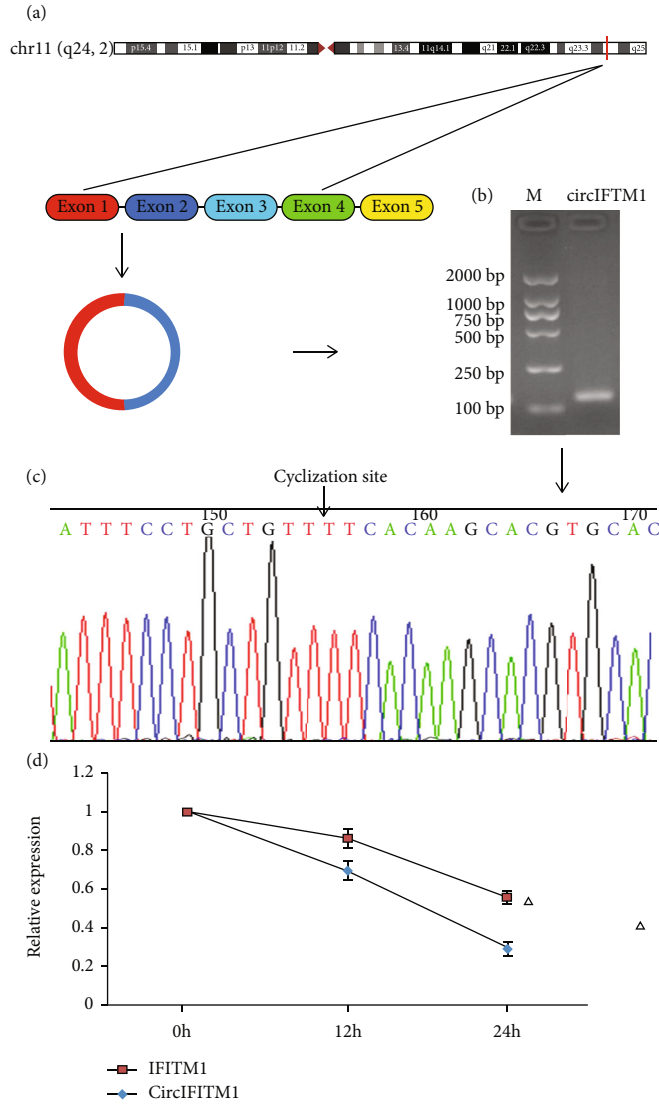 (a)
chr11 (q24, 2)
p15.4 15.1 p13 11p12 11.2 13.4 11q14.1 q21 22.1 q22.3 q23.3 q25
Exon 1 Exon 2 Exon 3 Exon 4 Exon 5
(b) M circIFTM1
2000 bp
1000 bp
750 bp
500 bp
250 bp
100 bp
(c)
Cyclization site
150 160 170
A T T T C C T G C T G T T T T C A C A A G C A C G T G C A C
(d)
Relative expression
1.2
1
0.8
0.6
0.4
0.2
0
0h 12h 24h
IFITM1
CircIFITM1